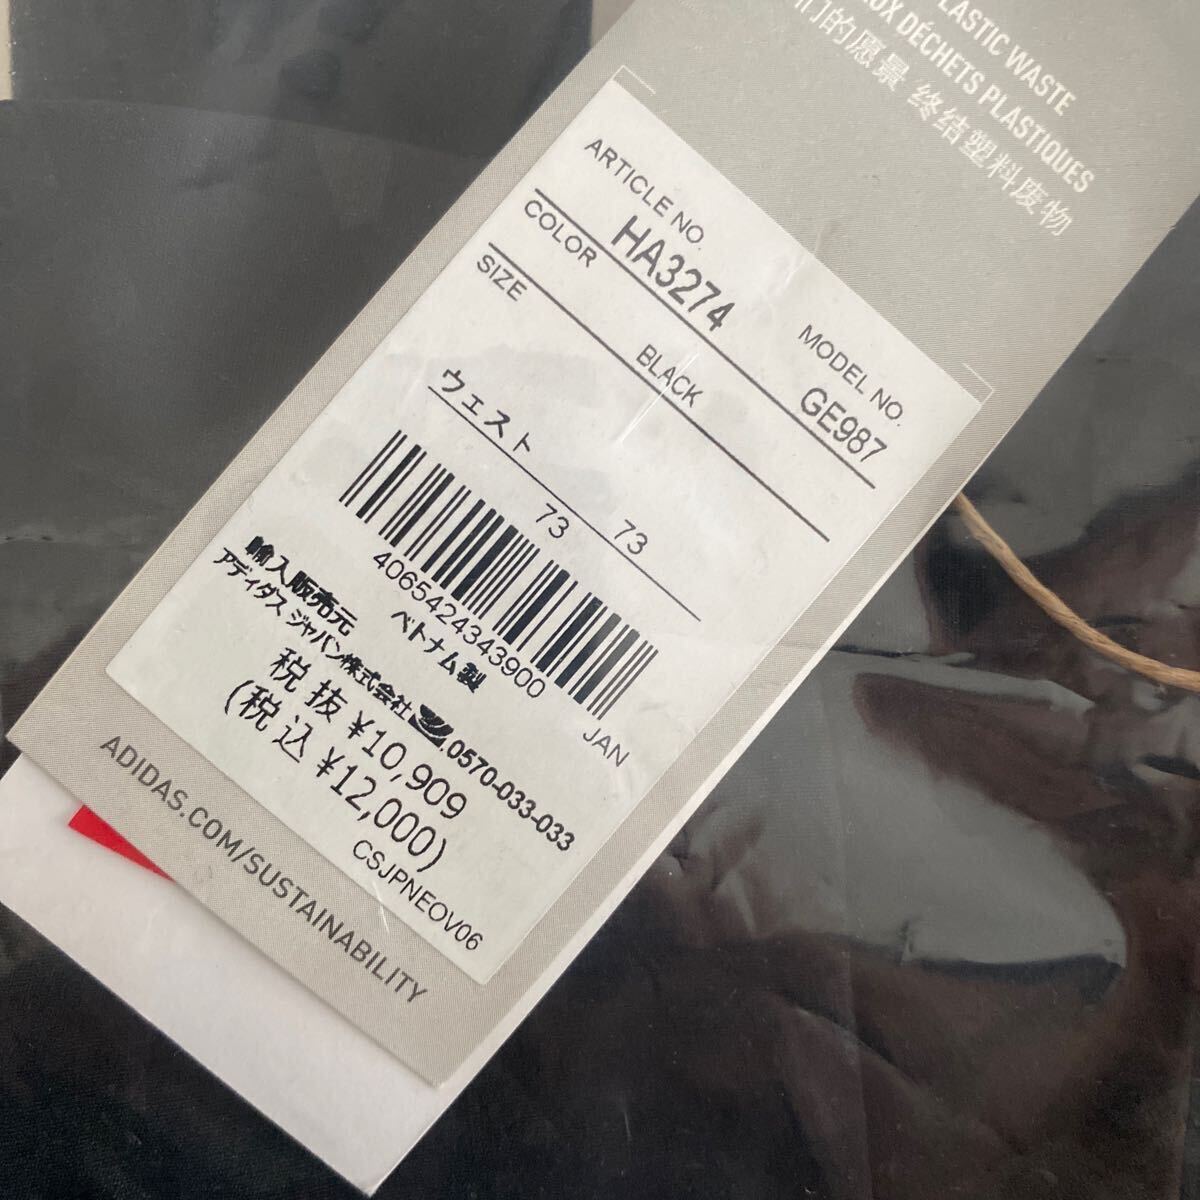 PLASTIC WASTE
AUX DÉCHETS PLASTIQUES
们的愿景 终结塑料废物
ARTICLE NO.
HA3274
MODEL NO.
GE987
COLOR
BLACK
SIZE
ウェスト
73 73
4065424343900
JAN
輸入販売元 ベトナム製
アディダス ジャパン株式会社 0570-033-033
税抜 ¥10,909
(税込 ¥12,000)
CSJPNEOV06
ADIDAS.COM/SUSTAINABILITY